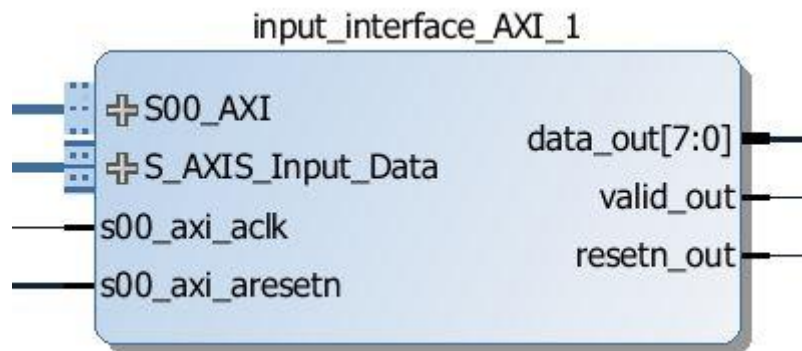 input_interface_AXI_1
S00_AXI
S_AXIS_Input_Data
s00_axi_aclk
s00_axi_aresetn
data_out[7:0]
valid_out
resetn_out